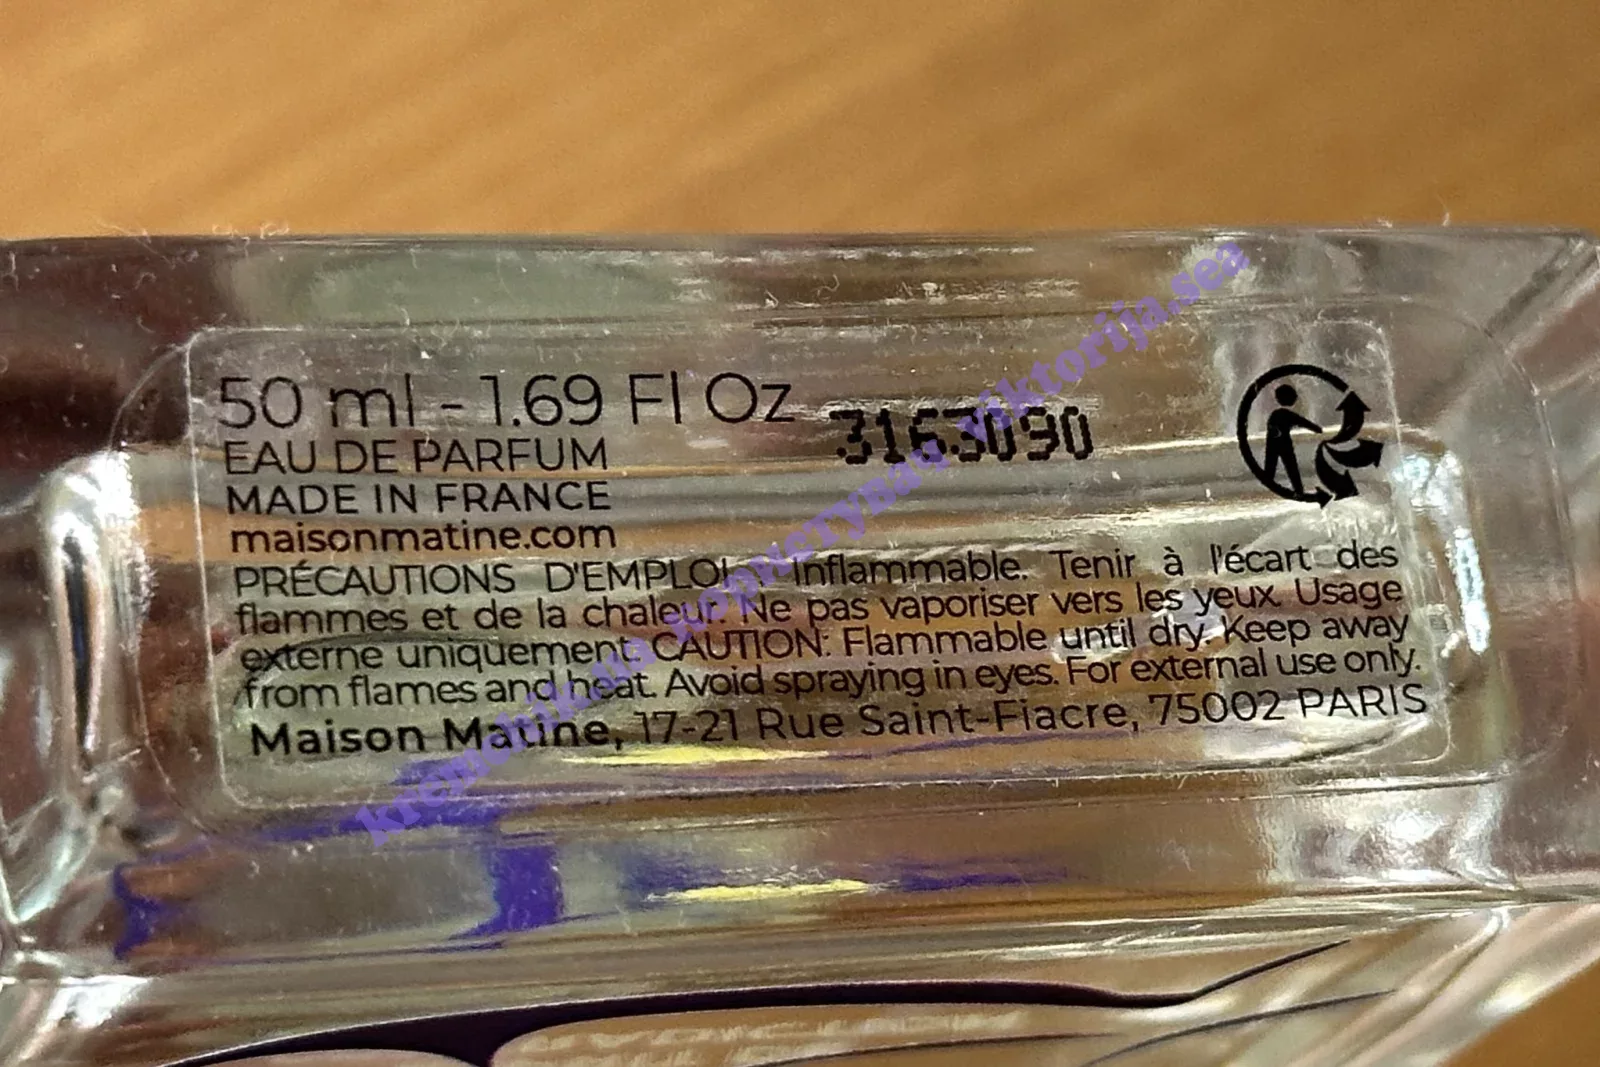 50 ml - 1.69 Fl Oz 3163090
EAU DE PARFUM
MADE IN FRANCE
maisonmatine.com
PRÉCAUTIONS D'EMPLOI : Inflammable. Tenir à l'écart des
flammes et de la chaleur. Ne pas vaporiser vers les yeux. Usage
externe uniquement. CAUTION: Flammable until dry. Keep away
from flames and heat. Avoid spraying in eyes. For external use only.
Maison Matine, 17-21 Rue Saint-Fiacre, 75002 PARIS
viktorija.sea